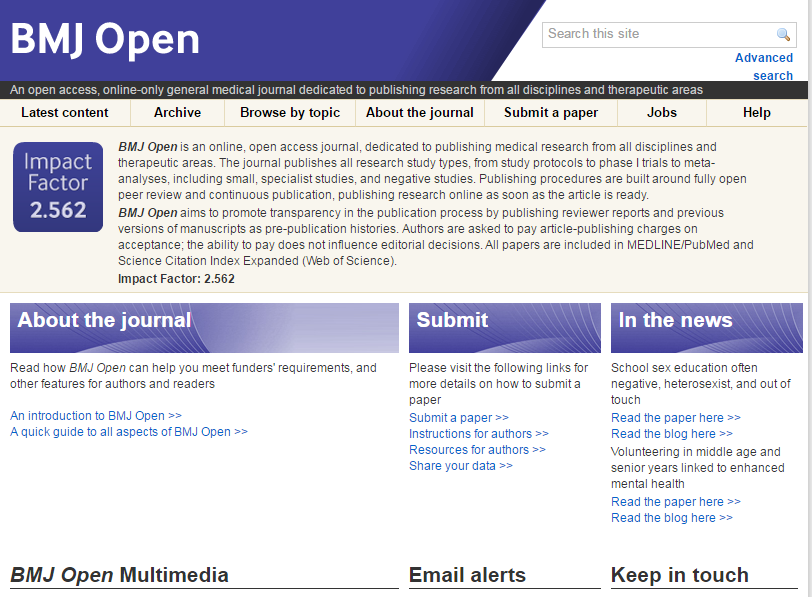 BMJ Open
Search this site
Advanced
search
An open access, online-only general medical journal dedicated to publishing research from all disciplines and therapeutic areas
Latest content
Archive
Browse by topic
About the journal
Submit a paper
Jobs
Help
Impact
Factor
2.562
BMJ Open is an online, open access journal, dedicated to publishing medical research from all disciplines and
therapeutic areas. The journal publishes all research study types, from study protocols to phase I trials to meta-
analyses, including small, specialist studies, and negative studies. Publishing procedures are built around fully open
peer review and continuous publication, publishing research online as soon as the article is ready.
BMJ Open aims to promote transparency in the publication process by publishing reviewer reports and previous
versions of manuscripts as pre-publication histories. Authors are asked to pay article-publishing charges on
acceptance; the ability to pay does not influence editorial decisions. All papers are included in MEDLINE/PubMed and
Science Citation Index Expanded (Web of Science).
Impact Factor: 2.562
About the journal
Read how BMJ Open can help you meet funders' requirements, and
other features for authors and readers
An introduction to BMJ Open >>
A quick guide to all aspects of BMJ Open >>
Submit
Please visit the following links for
more details on how to submit a
paper
Submit a paper >>
Instructions for authors >>
Resources for authors >>
Share your data >>
In the news
School sex education often
negative, heterosexist, and out of
touch
Read the paper here >>
Read the blog here >>
Volunteering in middle age and
senior years linked to enhanced
mental health
Read the paper here >>
Read the blog here >>
BMJ Open Multimedia
Email alerts
Keep in touch